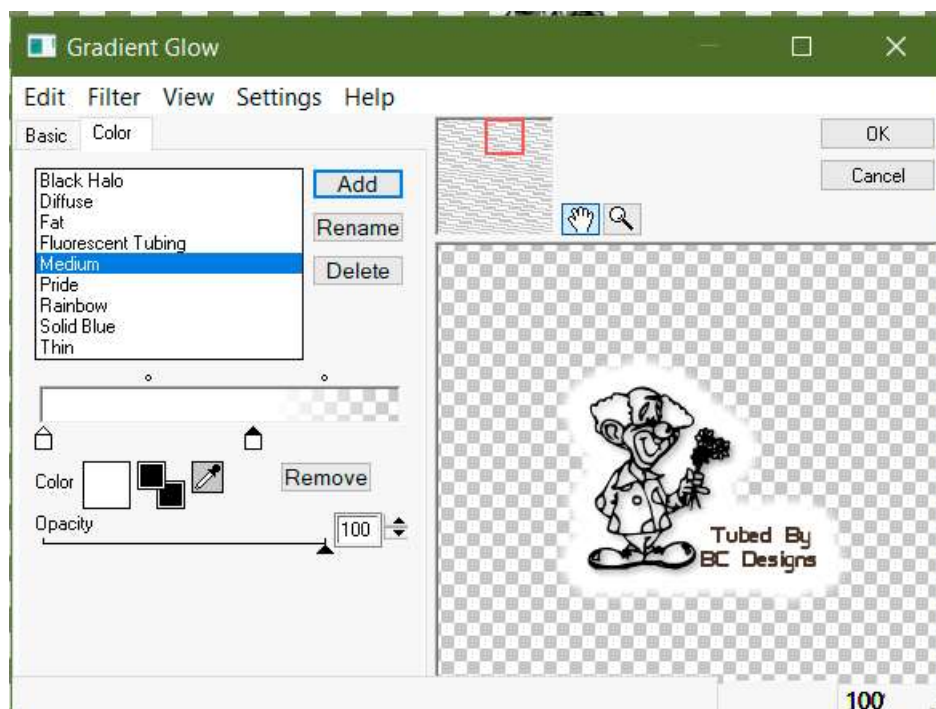 Gradient Glow
Edit Filter View Settings Help
Basic Color
OK
Cancel
Black Halo
Diffuse
Fat
Fluorescent Tubing
Medium
Pride
Rainbow
Solid Blue
Thin
Add
Rename
Delete
Color
Remove
Opacity
100
Tubed By
BC Designs
100